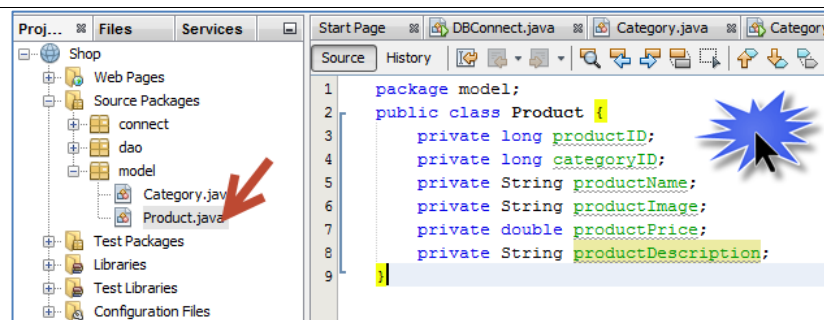 Proj... Files Services
Shop
Web Pages
Source Packages
connect
dao
model
Category.jav
Product.java
Test Packages
Libraries
Test Libraries
Configuration Files
Start Page DBConnect.java Category.java Category
Source History
1 package model;
2 public class Product {
3 private long productID;
4 private long categoryID;
5 private String productName;
6 private String productImage;
7 private double productPrice;
8 private String productDescription;
9 }